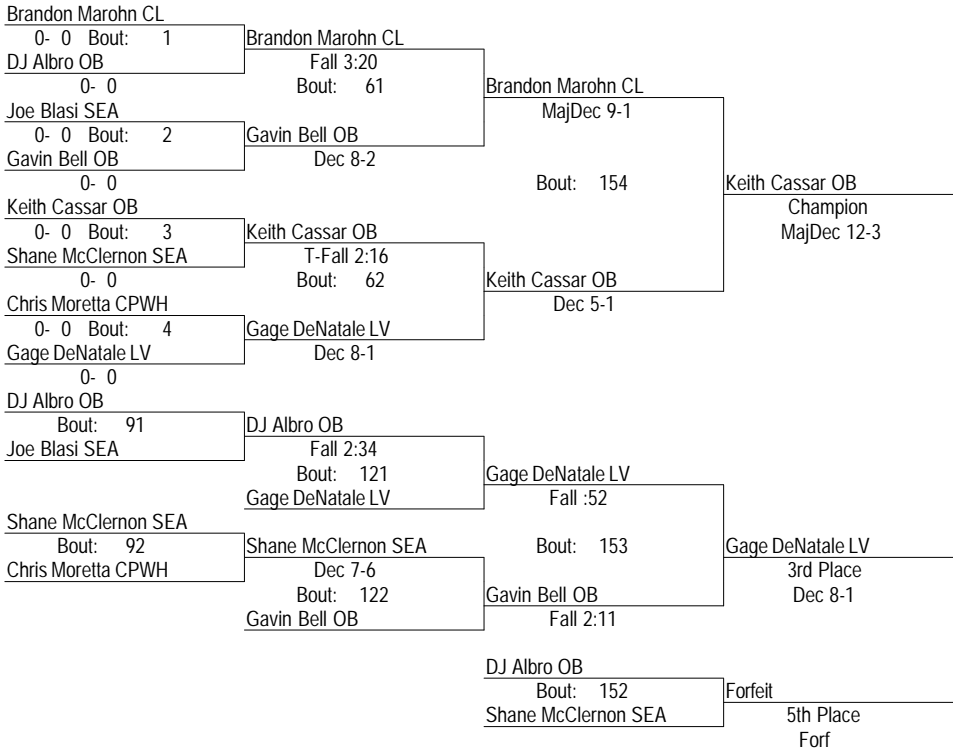 Brandon Marohn CL
0- 0 Bout: 1
Brandon Marohn CL
DJ Albro OB
Fall 3:20
0- 0
Bout: 61
Brandon Marohn CL
Joe Blasi SEA
MajDec 9-1
0- 0 Bout: 2
Gavin Bell OB
Gavin Bell OB
Dec 8-2
0- 0
Bout: 154
Keith Cassar OB
Keith Cassar OB
Champion
0- 0 Bout: 3
Keith Cassar OB
MajDec 12-3
Shane McClernon SEA
T-Fall 2:16
0- 0
Bout: 62
Keith Cassar OB
Chris Moretta CPWH
Dec 5-1
0- 0 Bout: 4
Gage DeNatale LV
Gage DeNatale LV
Dec 8-1
0- 0
DJ Albro OB
Bout: 91
DJ Albro OB
Joe Blasi SEA
Fall 2:34
Bout: 121
Gage DeNatale LV
Gage DeNatale LV
Fall :52
Shane McClernon SEA
Bout: 92
Shane McClernon SEA
Bout: 153
Gage DeNatale LV
Chris Moretta CPWH
Dec 7-6
3rd Place
Bout: 122
Gavin Bell OB
Dec 8-1
Gavin Bell OB
Fall 2:11
DJ Albro OB
Bout: 152
Forfeit
Shane McClernon SEA
5th Place
Forf